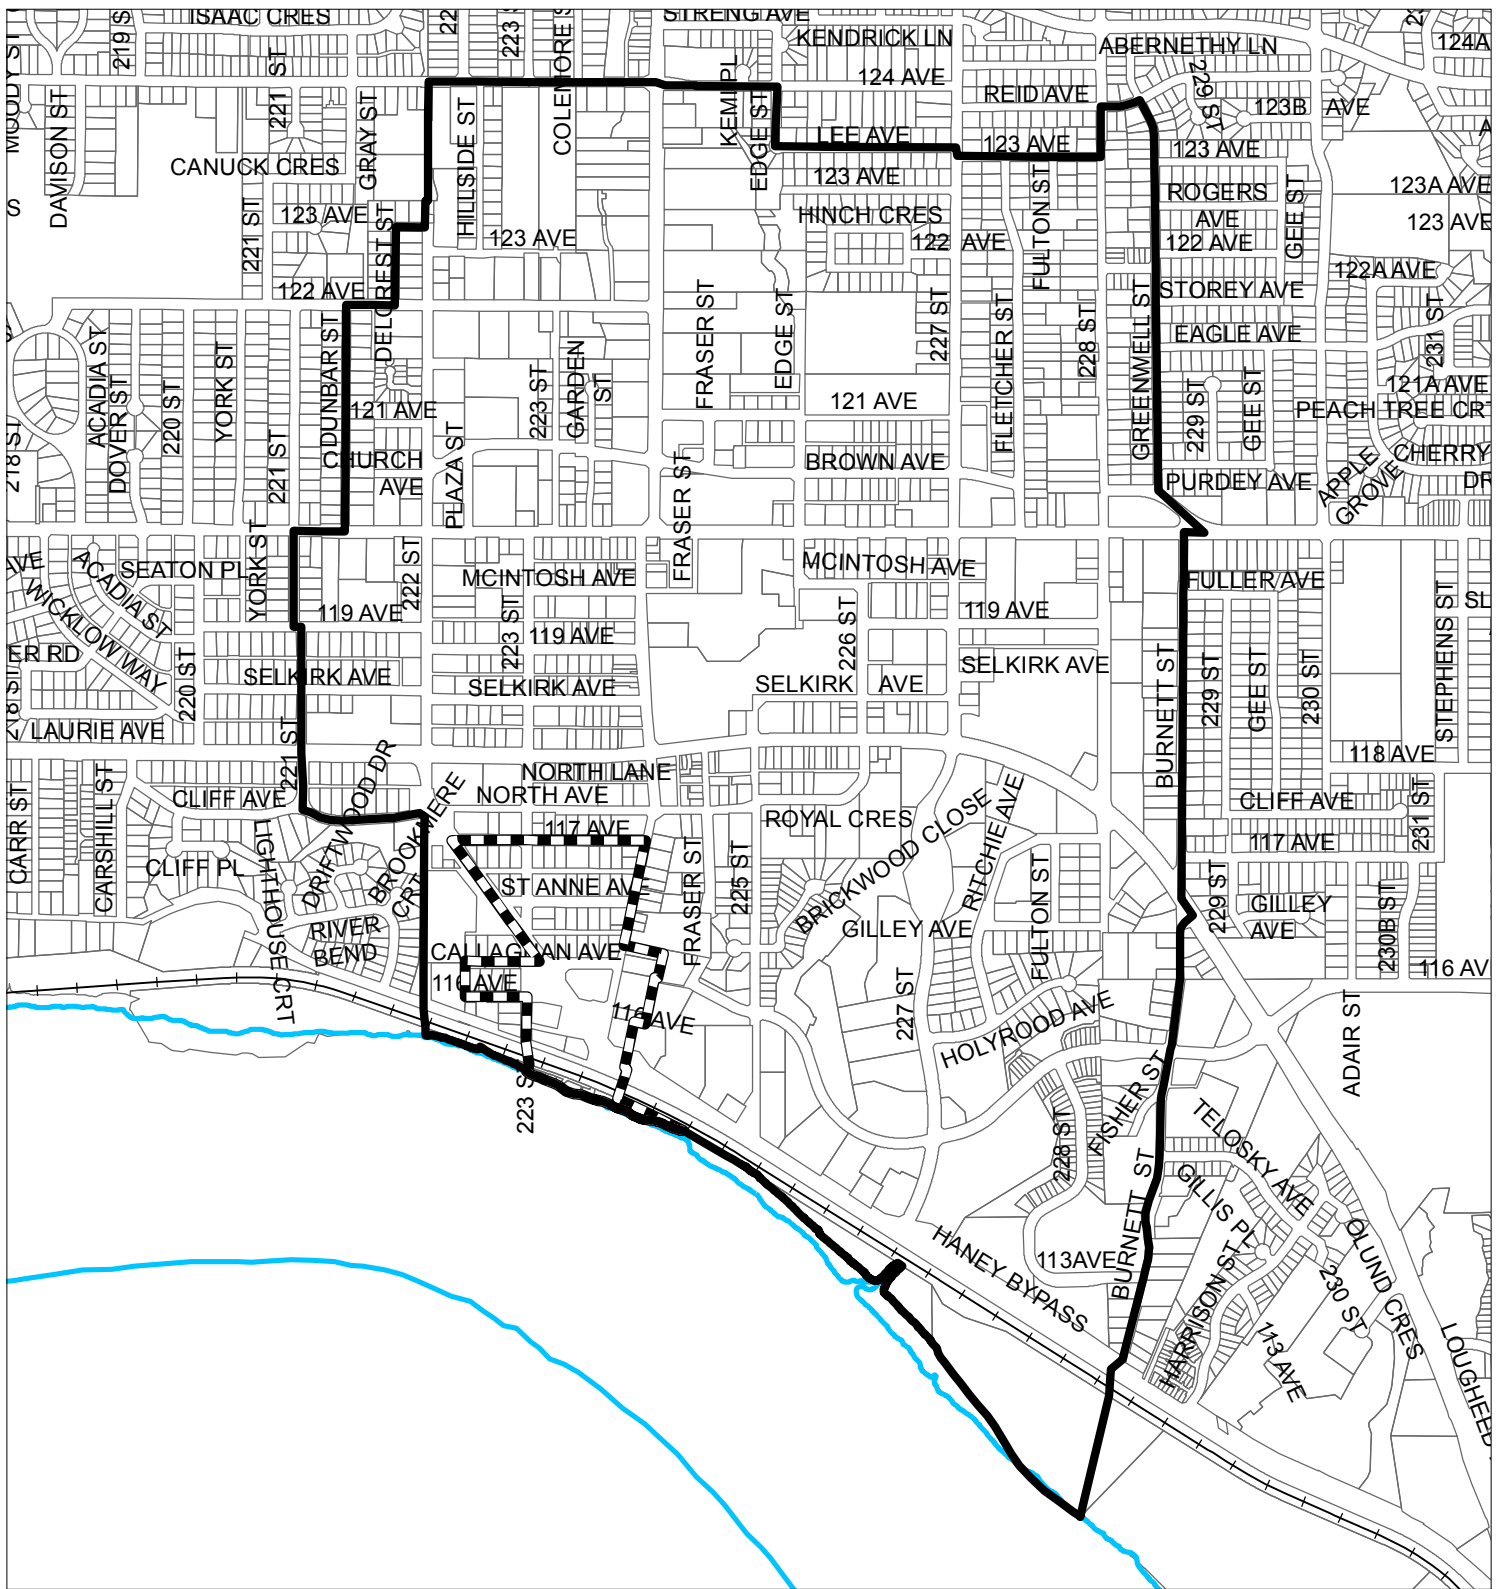 ISAAC CRES
STRENG AVE
KENDRICK LN
ABERNETHY LN
124A
MOODY ST
219 S
221 ST
223 S
COLEMORE S
KEMP PL
124 AVE
REID AVE
229 ST
123B AVE
DAVISON ST
GRAY ST
HILLSIDE ST
EDGE ST
LEE AVE
123 AVE
123 AVE
CANUCK CRES
123 AVE
FULTON ST
ROGERS
AVE
GEE ST
123A AVE
S
221 ST
123 AVE
DELCREST ST
123 AVE
HINCH CRES
122 AVE
122 AVE
123 AVE
122 AVE
122A AVE
STOREY AVE
ACADIA ST
YORK ST
DUNBAR ST
FRASER ST
EDGE ST
227 ST
FLETCHER ST
228 ST
GREENWELL ST
EAGLE AVE
231 ST
DOVER ST
220 ST
221 ST
121 AVE
223 ST
GARDEN
ST
121 AVE
229 ST
GEE ST
121A AVE
PEACH TREE CRT
218 ST
CHURCH
AVE
PLAZA ST
FRASER ST
BROWN AVE
PURDEY AVE
APPLE
GROVE
CHERRY
DR
AVE
ACADIA ST
SEATON PL
YORK ST
222 ST
MCINTOSH AVE
MCINTOSH AVE
FULLER AVE
WICKLOW WAY
119 AVE
223 ST
119 AVE
226 ST
119 AVE
STEPHENS ST
SL
ER RD
220 ST
SELKIRK AVE
SELKIRK AVE
SELKIRK AVE
SELKIRK AVE
BURNETT ST
229 ST
GEE ST
230 ST
LAURIE AVE
221 ST
118 AVE
CARR ST
CARSHILL ST
CLIFF AVE
DRIFTWOOD DR
NORTH LANE
NORTH AVE
CLIFF AVE
231 ST
CLIFF PL
LIGHTHOUSE CRT
BROOKMERE
CRT
117 AVE
FRASER ST
225 ST
ROYAL CRES
BRICKWOOD CLOSE
RITCHIE AVE
FULTON ST
117 AVE
ST ANNE AVE
229 ST
GILLEY
AVE
230B ST
RIVER
BEND
CALLAGHAN AVE
GILLEY AVE
116 AV
116 AVE
116 AVE
227 ST
HOLYROOD AVE
ADAIR ST
223 S
228 ST
FISHER ST
TELOSKY AVE
BURNETT ST
GILLIS PL
HANEY BYPASS
113AVE
HARRISON ST
230 ST
OLUND CRES
113 AVE
LOUGHEED